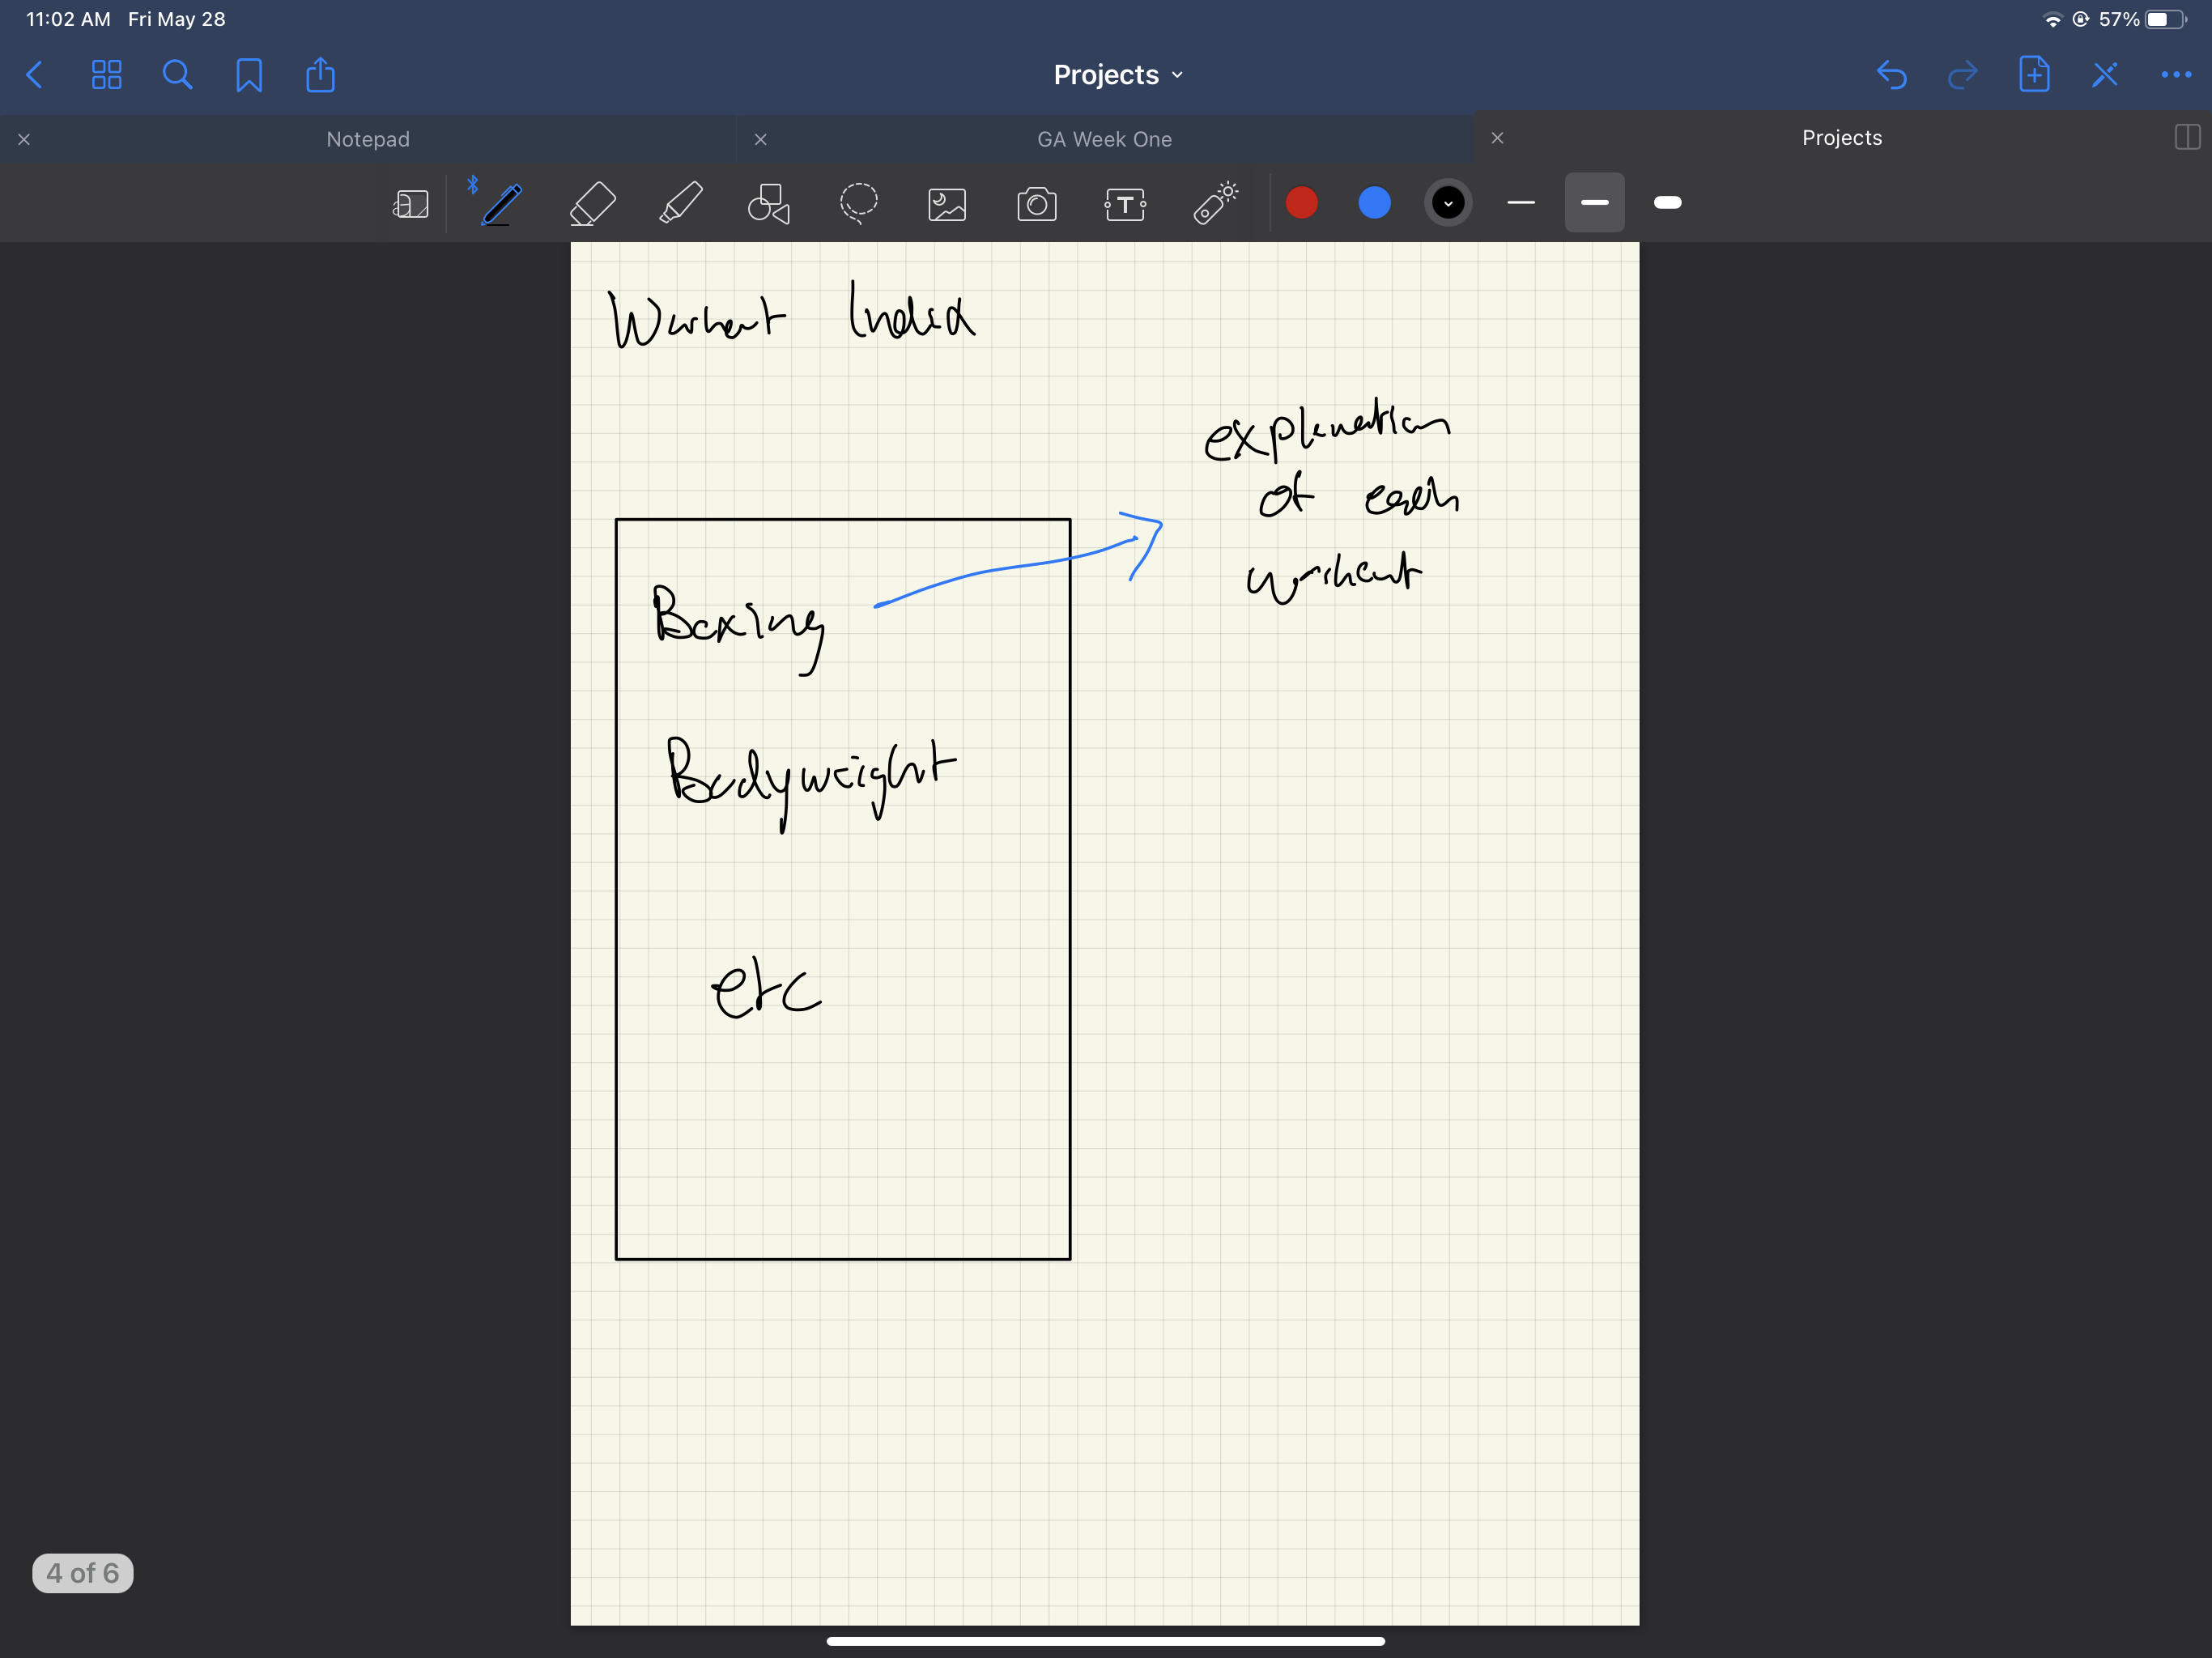 11:02 AM Fri May 28
57%
Projects
Notepad
GA Week One
Projects
T
Workout Index
explanation
of each
workout
Boxing
Bodyweight
etc
4 of 6